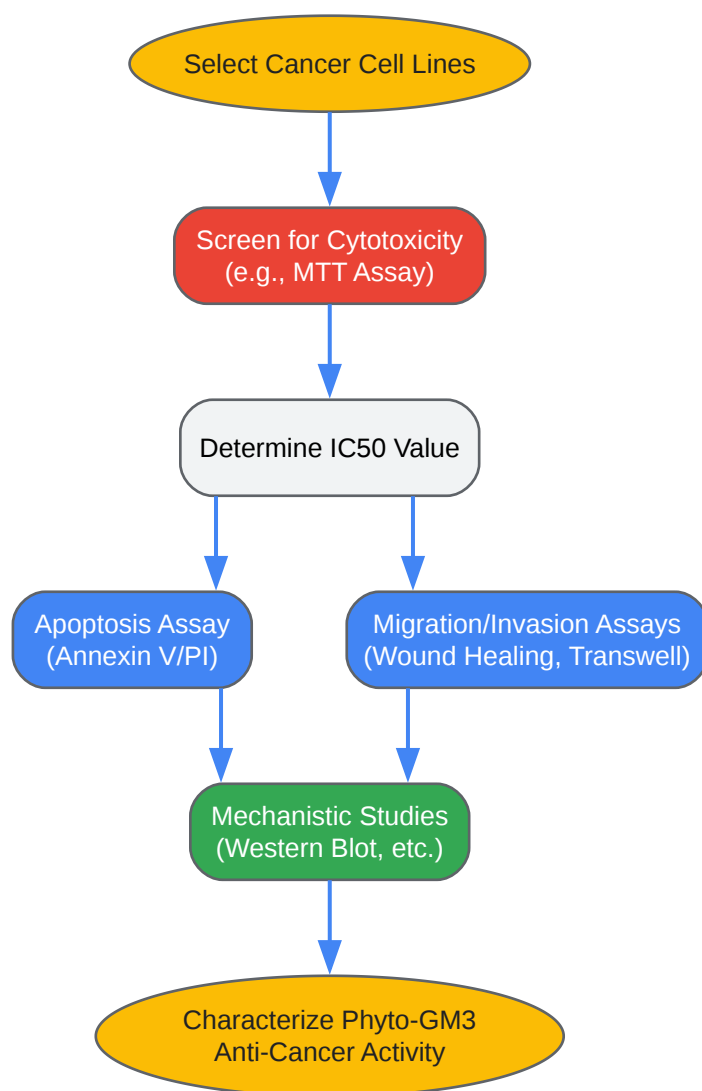 Select Cancer Cell Lines
Screen for Cytotoxicity
(e.g., MTT Assay)
Determine IC50 Value
Apoptosis Assay
(Annexin V/PI)
Migration/Invasion Assays
(Wound Healing, Transwell)
Mechanistic Studies
(Western Blot, etc.)
Characterize Phyto-GM3
Anti-Cancer Activity